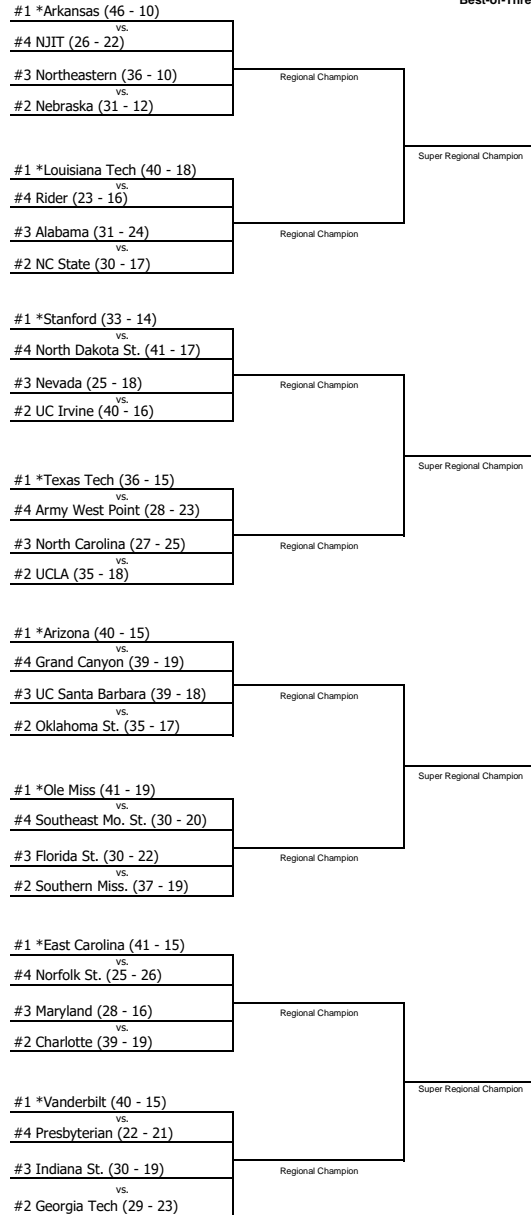 Best-of-Thre
#1 *Arkansas (46 - 10)
vs.
#4 NJIT (26 - 22)
#3 Northeastern (36 - 10)
vs.
#2 Nebraska (31 - 12)
Regional Champion
Super Regional Champion
#1 *Louisiana Tech (40 - 18)
vs.
#4 Rider (23 - 16)
#3 Alabama (31 - 24)
vs.
#2 NC State (30 - 17)
Regional Champion
#1 *Stanford (33 - 14)
vs.
#4 North Dakota St. (41 - 17)
#3 Nevada (25 - 18)
vs.
#2 UC Irvine (40 - 16)
Regional Champion
Super Regional Champion
#1 *Texas Tech (36 - 15)
vs.
#4 Army West Point (28 - 23)
#3 North Carolina (27 - 25)
vs.
#2 UCLA (35 - 18)
Regional Champion
#1 *Arizona (40 - 15)
vs.
#4 Grand Canyon (39 - 19)
#3 UC Santa Barbara (39 - 18)
vs.
#2 Oklahoma St. (35 - 17)
Regional Champion
Super Regional Champion
#1 *Ole Miss (41 - 19)
vs.
#4 Southeast Mo. St. (30 - 20)
#3 Florida St. (30 - 22)
vs.
#2 Southern Miss. (37 - 19)
Regional Champion
#1 *East Carolina (41 - 15)
vs.
#4 Norfolk St. (25 - 26)
#3 Maryland (28 - 16)
vs.
#2 Charlotte (39 - 19)
Regional Champion
Super Regional Champion
#1 *Vanderbilt (40 - 15)
vs.
#4 Presbyterian (22 - 21)
#3 Indiana St. (30 - 19)
vs.
#2 Georgia Tech (29 - 23)
Regional Champion